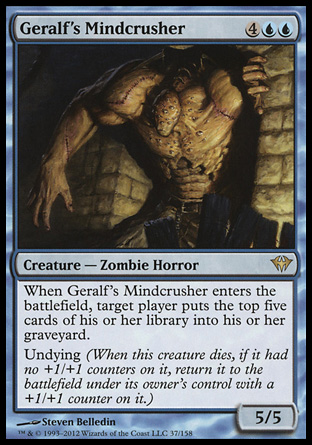 Geralf's Mindcrusher 4
Creature — Zombie Horror
When Geralf's Mindcrusher enters the
battlefield, target player puts the top five
cards of his or her library into his or her
graveyard.
Undying (When this creature dies, if it had
no +1/+1 counters on it, return it to the
battlefield under its owner's control with a
+1/+1 counter on it.)
Steven Belledin
™ & © 1993–2012 Wizards of the Coast LLC 37/158
5/5